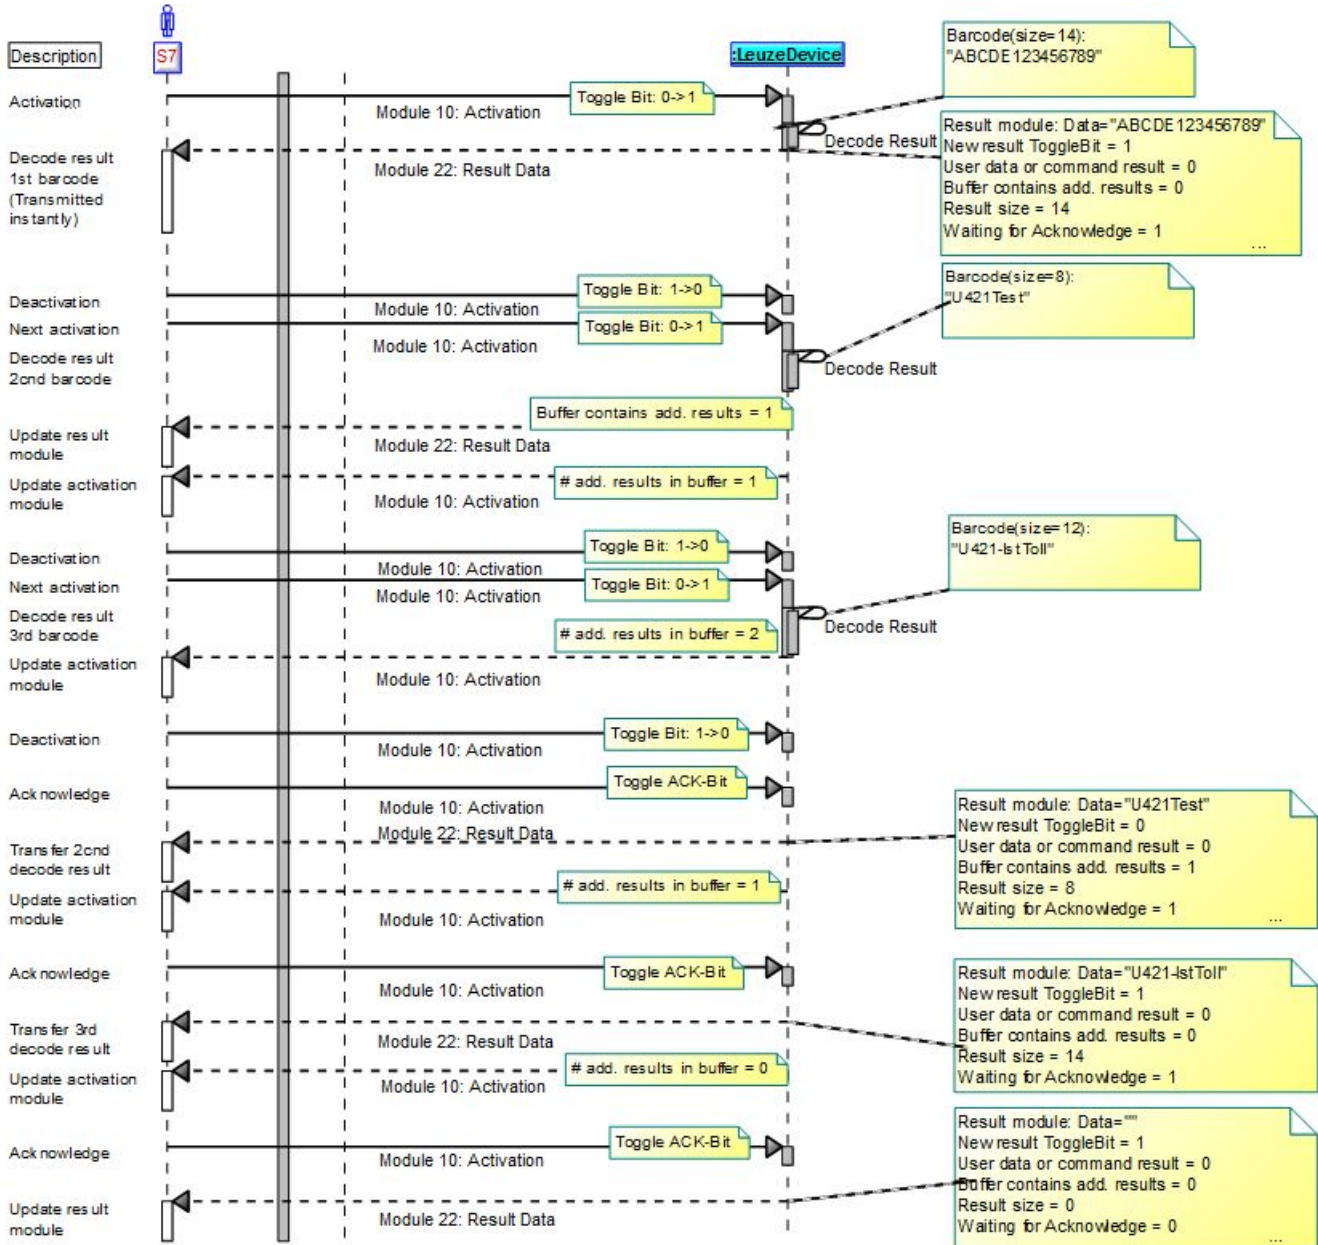 Description
S7
:LeuzeDevice
Barcode(size=14):
"ABCDE123456789"
Activation
Toggle Bit: 0->1
Module 10: Activation
Decode Result
Result module: Data="ABCDE123456789"
New result ToggleBit = 1
User data or command result = 0
Buffer contains add. results = 0
Result size = 14
Waiting for Acknowledge = 1
...
Decode result
1st barcode
(Transmitted
instantly)
Module 22: Result Data
Barcode(size=8):
"U421Test"
Deactivation
Toggle Bit: 1->0
Module 10: Activation
Next activation
Toggle Bit: 0->1
Module 10: Activation
Decode result
2cnd barcode
Decode Result
Buffer contains add. results = 1
Update result
module
Module 22: Result Data
Update activation
module
# add. results in buffer = 1
Module 10: Activation
Barcode(size=12):
"U421-IstToll"
Deactivation
Toggle Bit: 1->0
Module 10: Activation
Next activation
Toggle Bit: 0->1
Module 10: Activation
Decode result
3rd barcode
Decode Result
# add. results in buffer = 2
Update activation
module
Module 10: Activation
Deactivation
Toggle Bit: 1->0
Module 10: Activation
Acknowledge
Toggle ACK-Bit
Module 10: Activation
Module 22: Result Data
Result module: Data="U421Test"
New result ToggleBit = 0
User data or command result = 0
Buffer contains add. results = 1
Result size = 8
Waiting for Acknowledge = 1
...
Transfer 2cnd
decode result
Update activation
module
# add. results in buffer = 1
Module 10: Activation
Acknowledge
Toggle ACK-Bit
Module 10: Activation
Result module: Data="U421-IstToll"
New result ToggleBit = 1
User data or command result = 0
Buffer contains add. results = 0
Result size = 14
Waiting for Acknowledge = 1
Transfer 3rd
decode result
Module 22: Result Data
Update activation
module
# add. results in buffer = 0
Module 10: Activation
Result module: Data=""
New result ToggleBit = 1
User data or command result = 0
Buffer contains add. results = 0
Result size = 0
Waiting for Acknowledge = 0
...
Acknowledge
Toggle ACK-Bit
Module 10: Activation
Update result
module
Module 22: Result Data